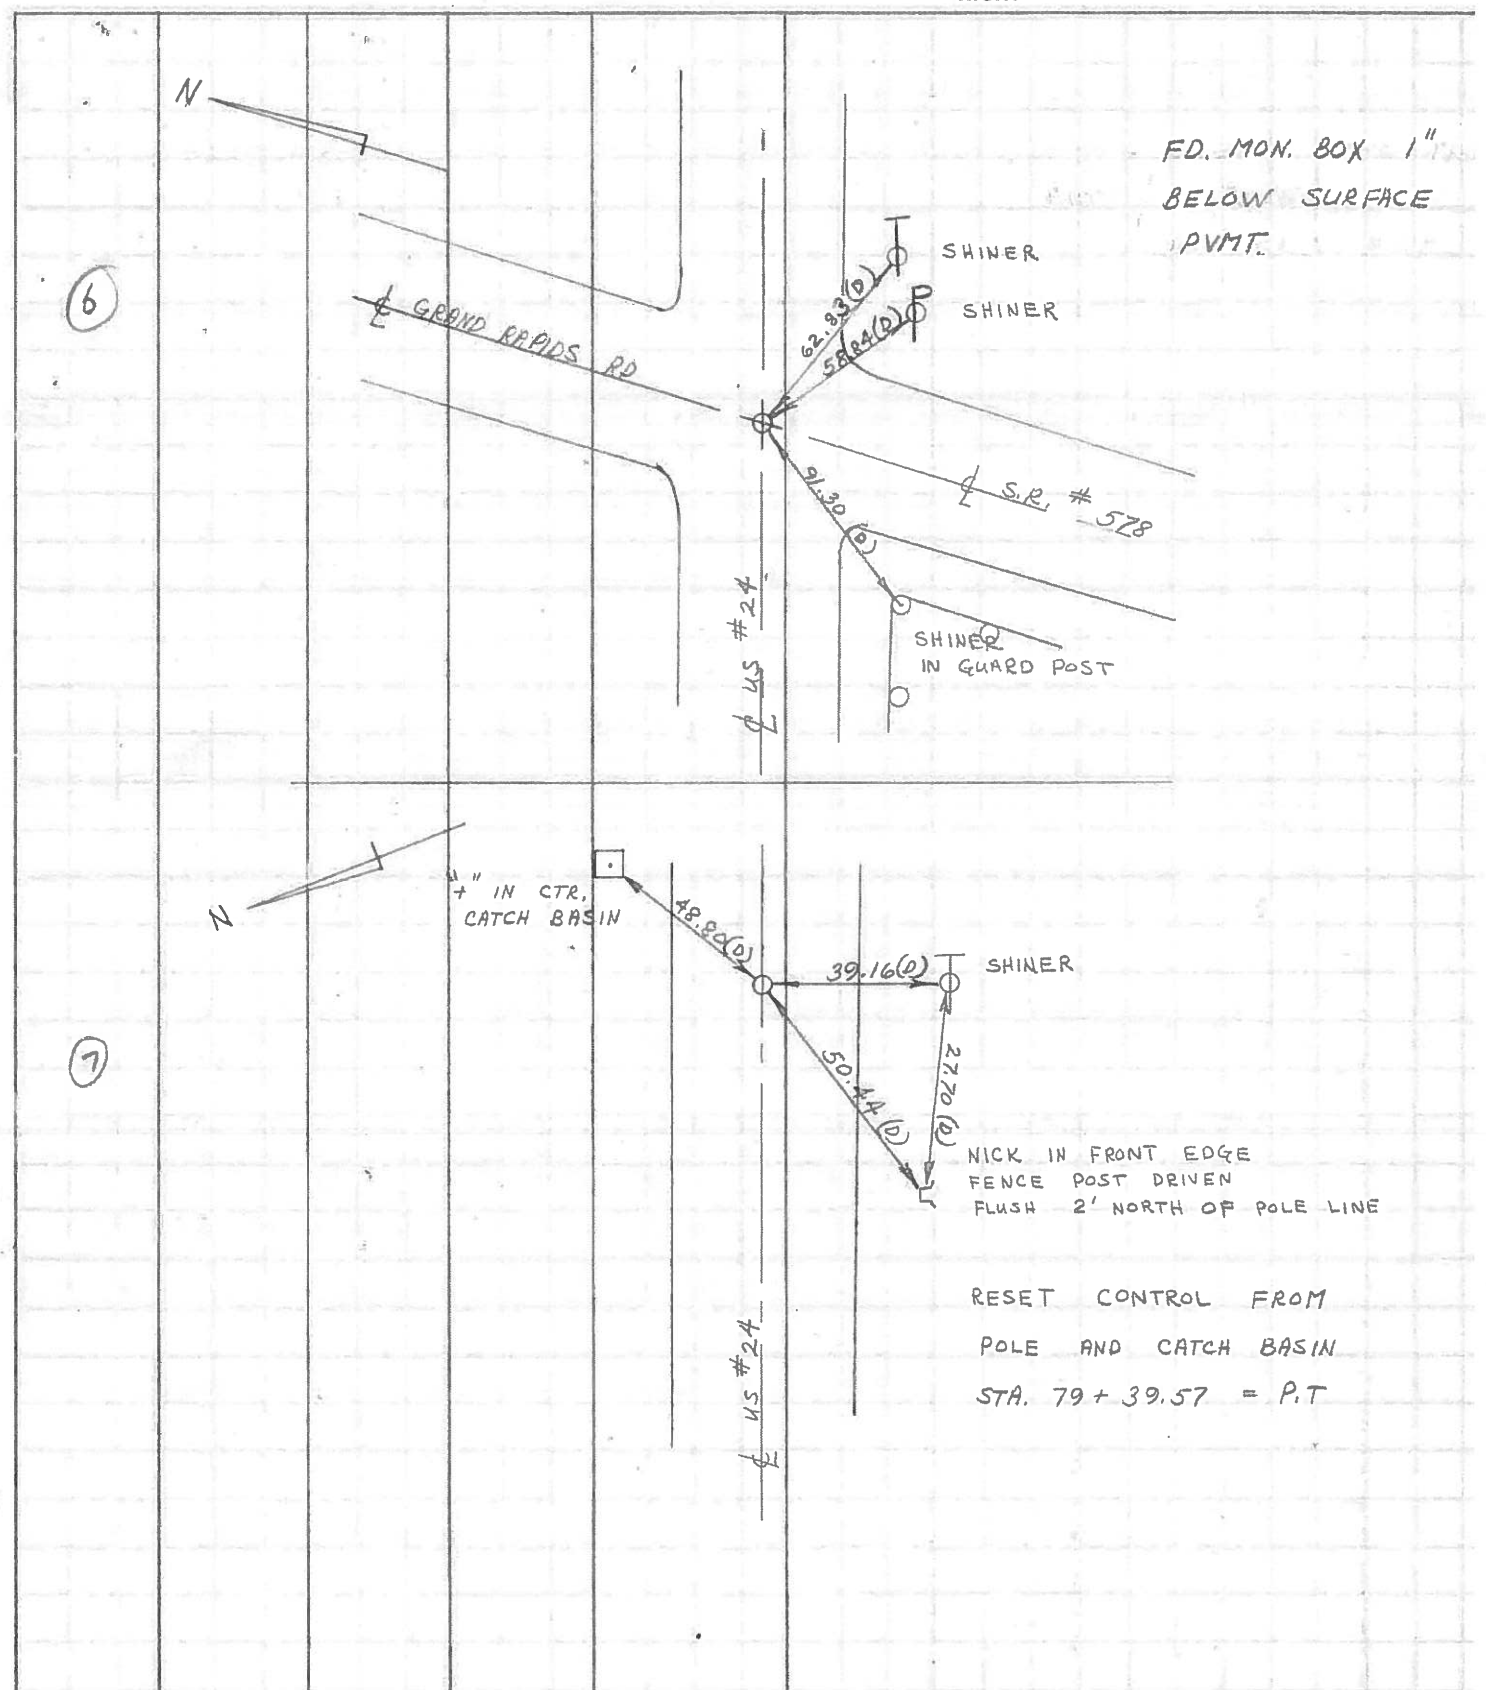 N
FD. MON. BOX 1"
BELOW SURFACE
PVMT.
6
SHINER
62.83(D)
P
SHINER
58.84(D)
℄ GRAND RAPIDS RD
91.30 (D)
℄ S.R. # 578
SHINER
IN GUARD POST
℄ US #24
N
"+" IN CTR.
CATCH BASIN
48.80(D)
39.16(D)
SHINER
7
50.44 (D)
27.70 (D)
NICK IN FRONT EDGE
FENCE POST DRIVEN
FLUSH 2' NORTH OF POLE LINE
RESET CONTROL FROM
POLE AND CATCH BASIN
STA. 79 + 39.57 = P.T
℄ US #24